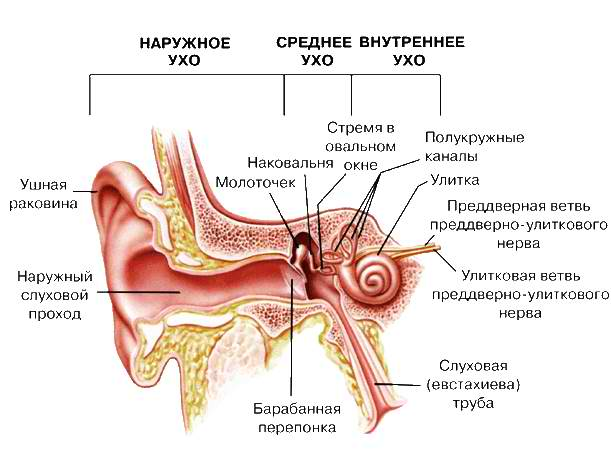 НАРУЖНОЕ
УХО
СРЕДНЕЕ
УХО
ВНУТРЕННЕЕ
УХО
Стремя в
овальном
окне
Полукружные
каналы
Наковальня
Молоточек
Улитка
Ушная
раковина
Преддверная ветвь
преддверно-улиткового
нерва
Наружный
слуховой
проход
Улитковая ветвь
преддверно-улиткового
нерва
Слуховая
(евстахиева)
труба
Барабанная
перепонка